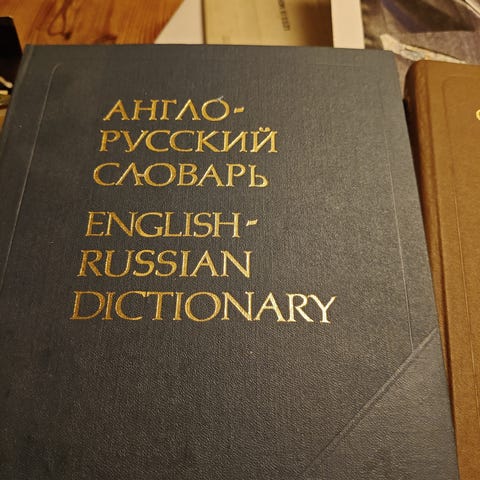 АНГЛО-
РУССКИЙ
СЛОВАРЬ
ENGLISH-
RUSSIAN
DICTIONARY